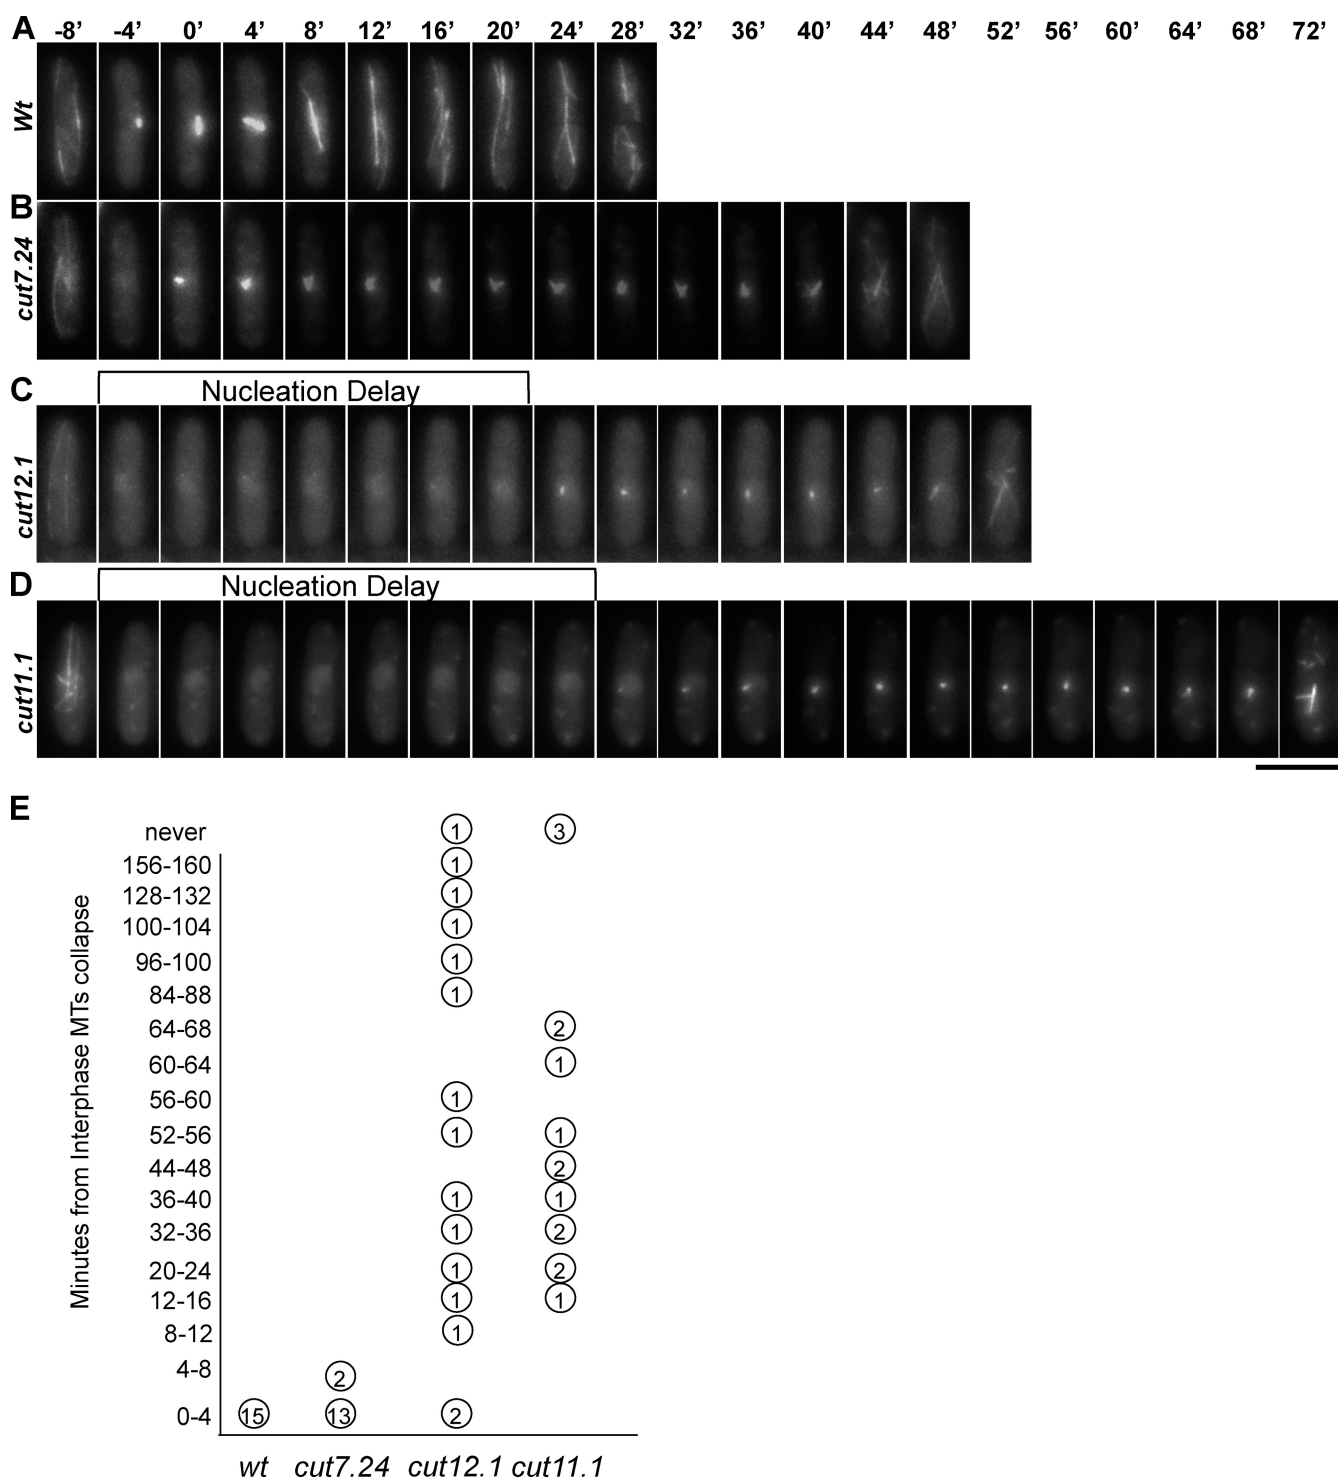 A -8’ -4’ 0’ 4’ 8’ 12’ 16’ 20’ 24’ 28’ 32’ 36’ 40’ 44’ 48’ 52’ 56’ 60’ 64’ 68’ 72’
Wt
B
cut7.24
C Nucleation Delay
cut12.1
D Nucleation Delay
cut11.1
E
Minutes from Interphase MTs collapse
never 1 3
156-160 1
128-132 1
100-104 1
96-100 1
84-88 1
64-68 2
60-64 1
56-60 1
52-56 1 1
44-48 2
36-40 1 1
32-36 1 2
20-24 1 2
12-16 1 1
8-12 1
4-8 2
0-4 15 13 2
wt cut7.24 cut12.1 cut11.1